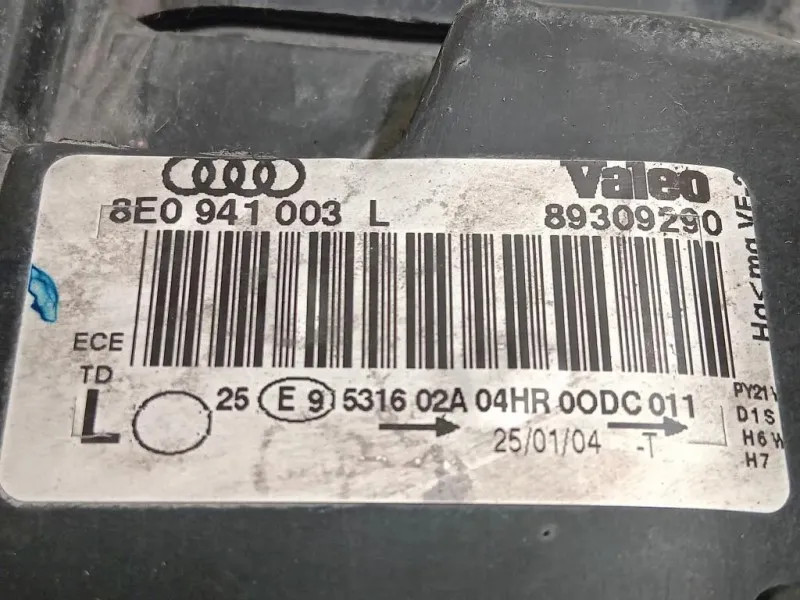 Valeo
8E0 941 003 L
89309290
ECE
TD
L
25 E 9 5316 02A 04HR 00DC 011
25/01/04 -T
PY21
D1S
H6W
H7